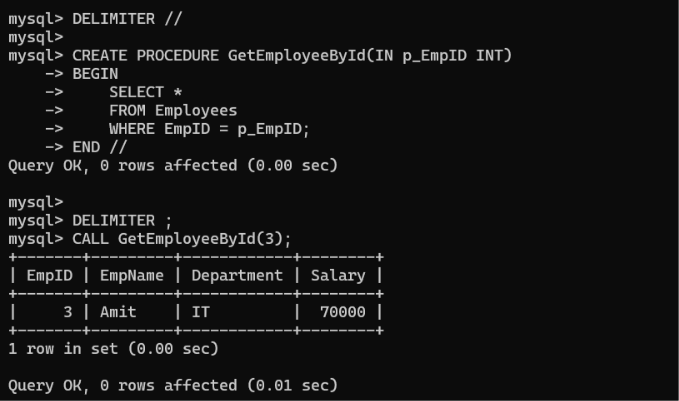 mysql> DELIMITER //
mysql>
mysql> CREATE PROCEDURE GetEmployeeById(IN p_EmpID INT)
    -> BEGIN
    ->     SELECT *
    ->     FROM Employees
    ->     WHERE EmpID = p_EmpID;
    -> END //
Query OK, 0 rows affected (0.00 sec)

mysql>
mysql> DELIMITER ;
mysql> CALL GetEmployeeById(3);
+-------+---------+------------+--------+
| EmpID | EmpName | Department | Salary |
+-------+---------+------------+--------+
|     3 | Amit    | IT         |  70000 |
+-------+---------+------------+--------+
1 row in set (0.00 sec)

Query OK, 0 rows affected (0.01 sec)